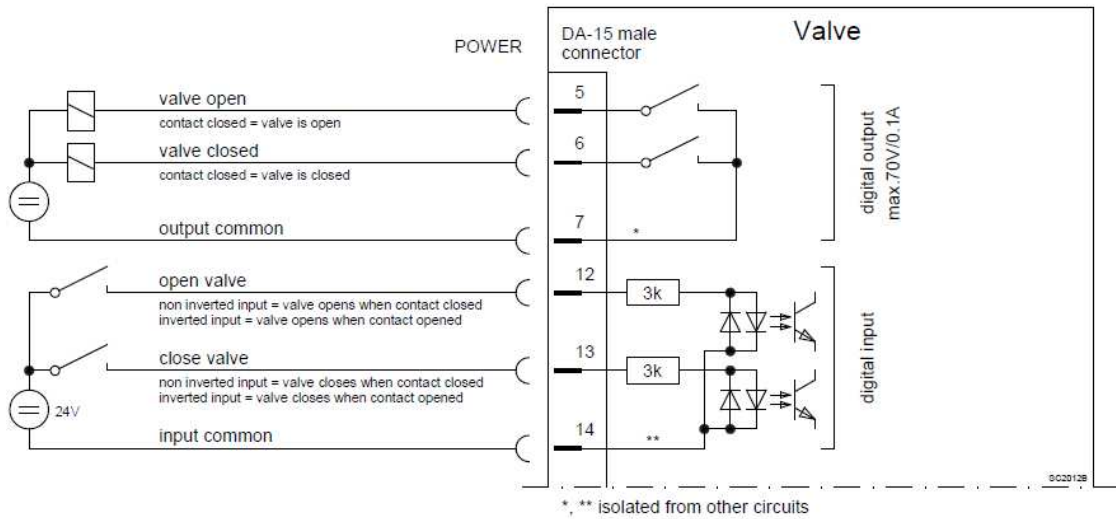 POWER
DA-15 male
connector
Valve
valve open
contact closed = valve is open
5
valve closed
contact closed = valve is closed
6
output common
7
*
digital output
max.70V/0.1A
open valve
non inverted input = valve opens when contact closed
inverted input = valve opens when contact opened
12
3k
close valve
non inverted input = valve closes when contact closed
inverted input = valve closes when contact opened
13
3k
24V
input common
14
**
digital input
*, ** isolated from other circuits